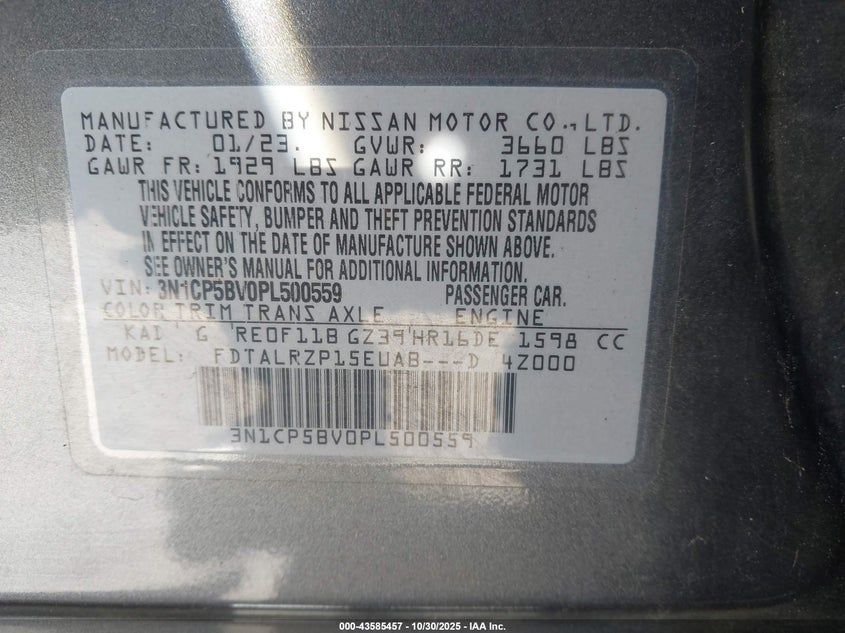 MANUFACTURED BY NISSAN MOTOR CO.,LTD.
DATE: 01/23. GVWR: 3660 LBS
GAWR FR: 1929 LBS GAWR RR: 1731 LBS
THIS VEHICLE CONFORMS TO ALL APPLICABLE FEDERAL MOTOR
VEHICLE SAFETY, BUMPER AND THEFT PREVENTION STANDARDS
IN EFFECT ON THE DATE OF MANUFACTURE SHOWN ABOVE.
SEE OWNER'S MANUAL FOR ADDITIONAL INFORMATION.
VIN: 3N1CP5BV0PL500559 PASSENGER CAR.
COLOR TRIM TRANS AXLE ENGINE
KAD G RE0F11B GZ39 HR16DE 1598 CC
MODEL: FDTALRZP15EUAB---D 4Z000
3N1CP5BV0PL500559
000-43585457 - 10/30/2025 - IAA Inc.